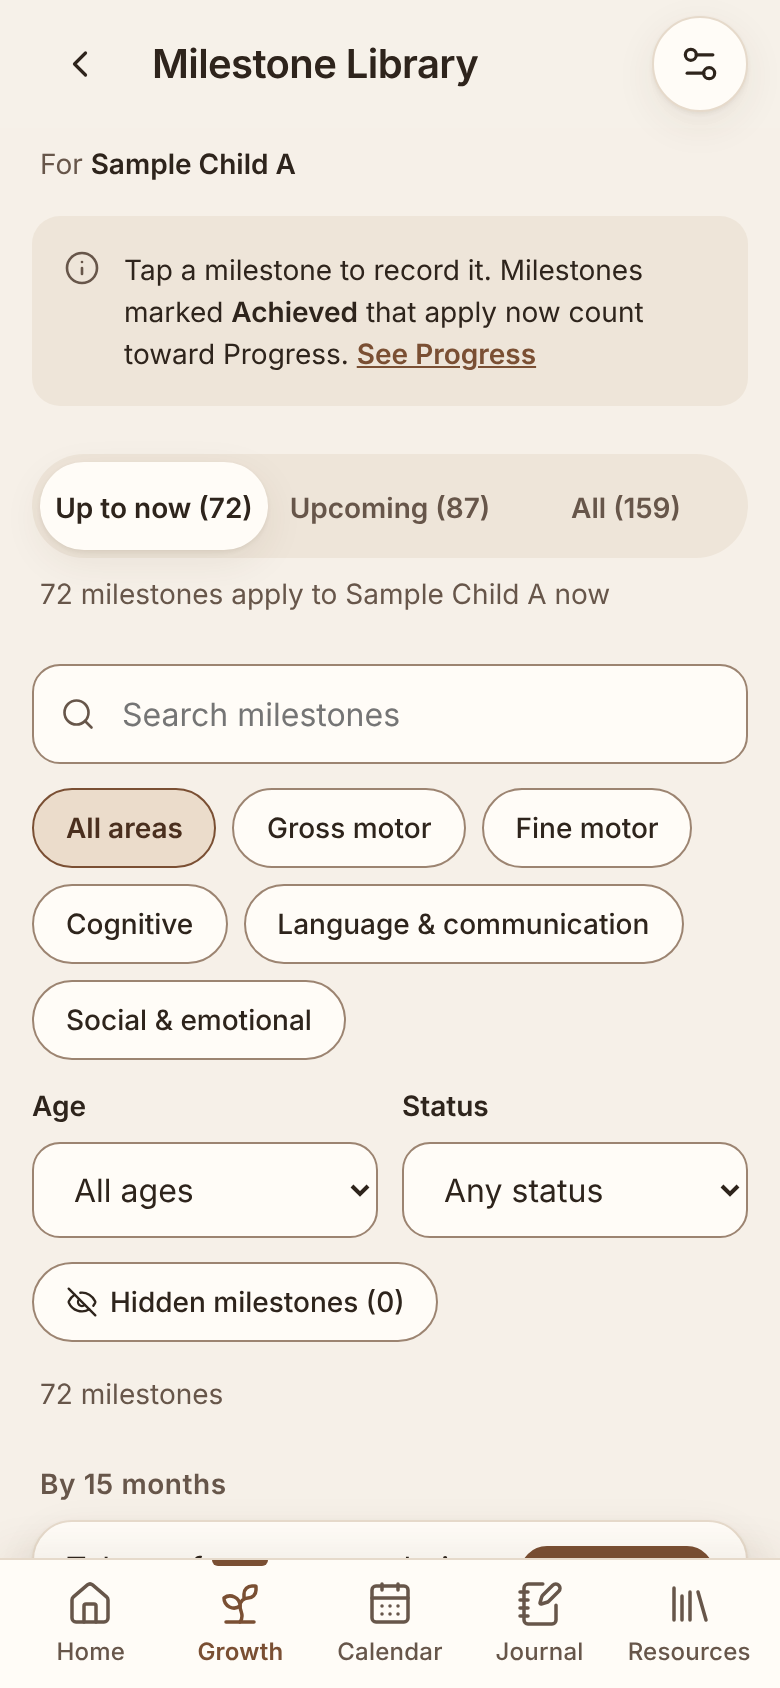 Milestone Library
For Sample Child A
Tap a milestone to record it. Milestones
marked Achieved that apply now count
toward Progress. See Progress
Up to now (72) Upcoming (87) All (159)
72 milestones apply to Sample Child A now
Search milestones
All areas Gross motor Fine motor
Cognitive Language & communication
Social & emotional
Age Status
All ages Any status
Hidden milestones (0)
72 milestones
By 15 months
Home Growth Calendar Journal Resources